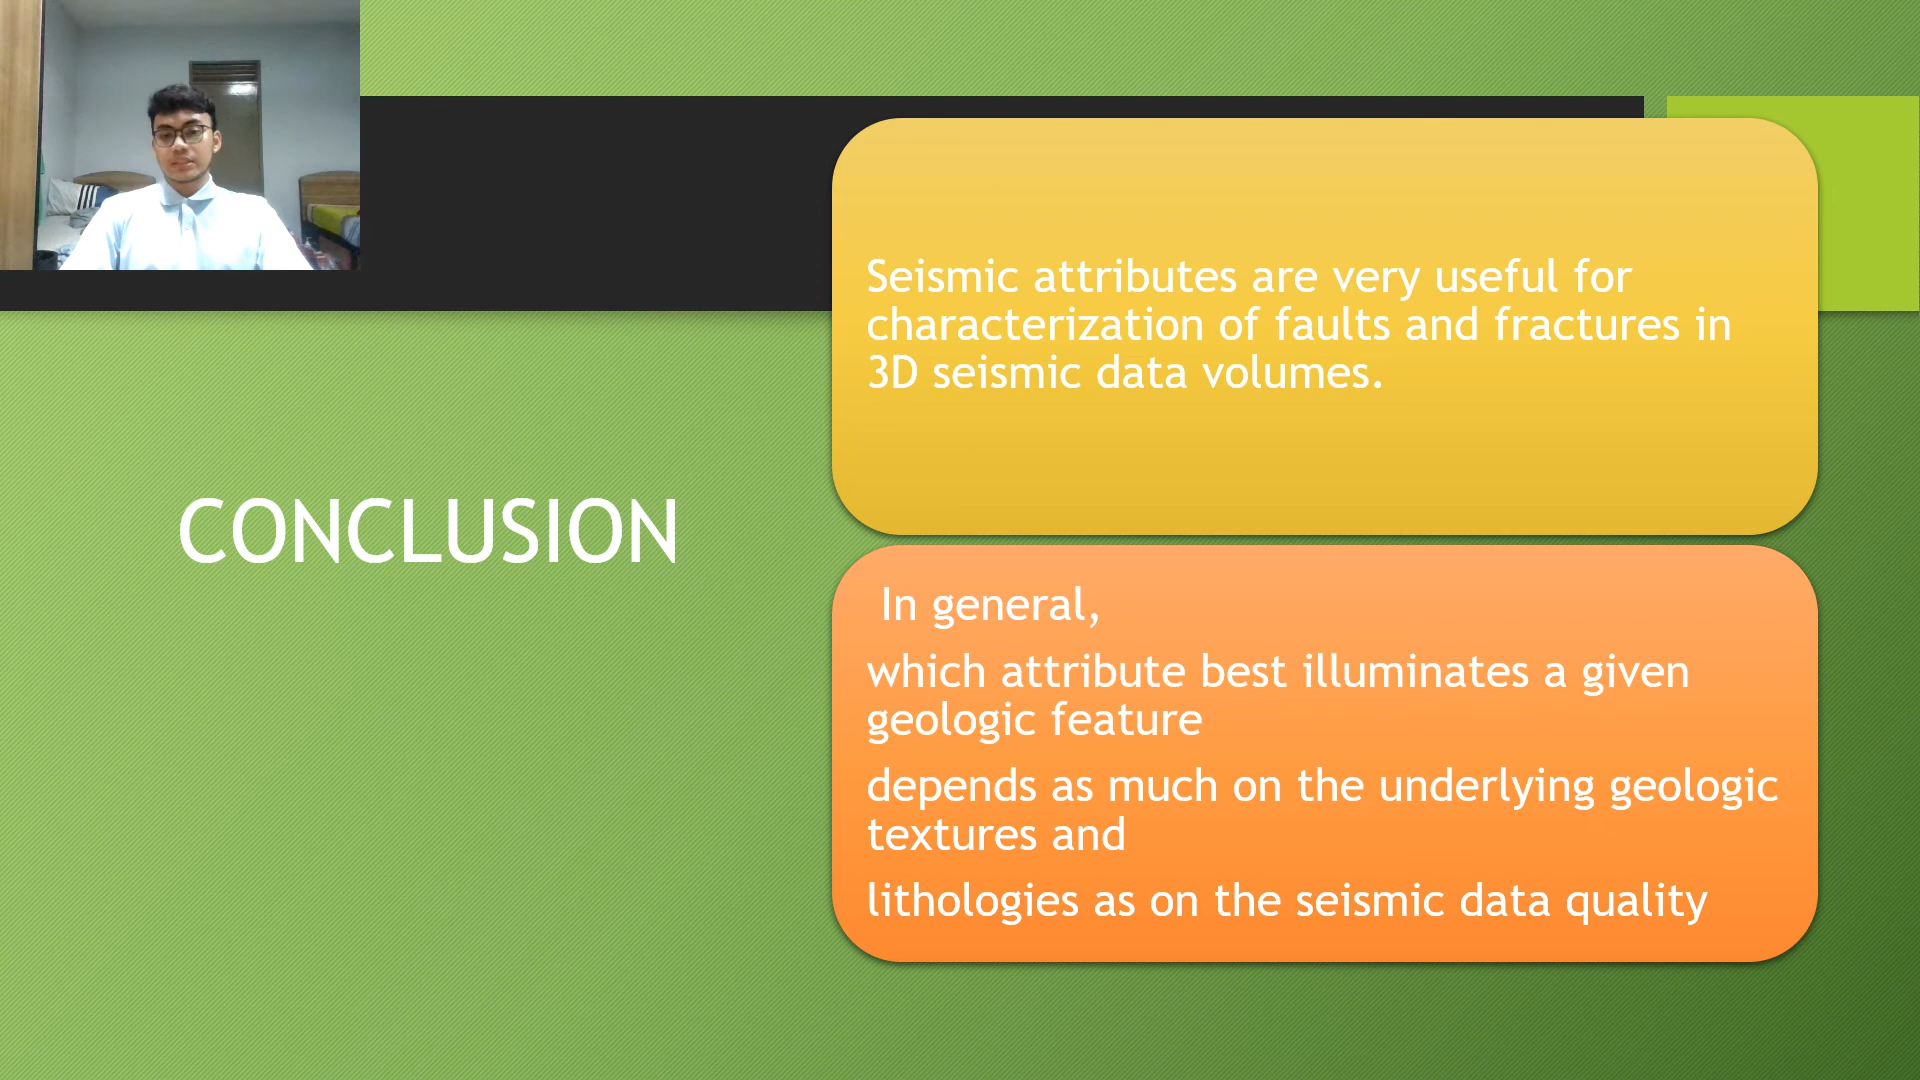 CONCLUSION
Seismic attributes are very useful for
characterization of faults and fractures in
3D seismic data volumes.
In general,
which attribute best illuminates a given
geologic feature
depends as much on the underlying geologic
textures and
lithologies as on the seismic data quality